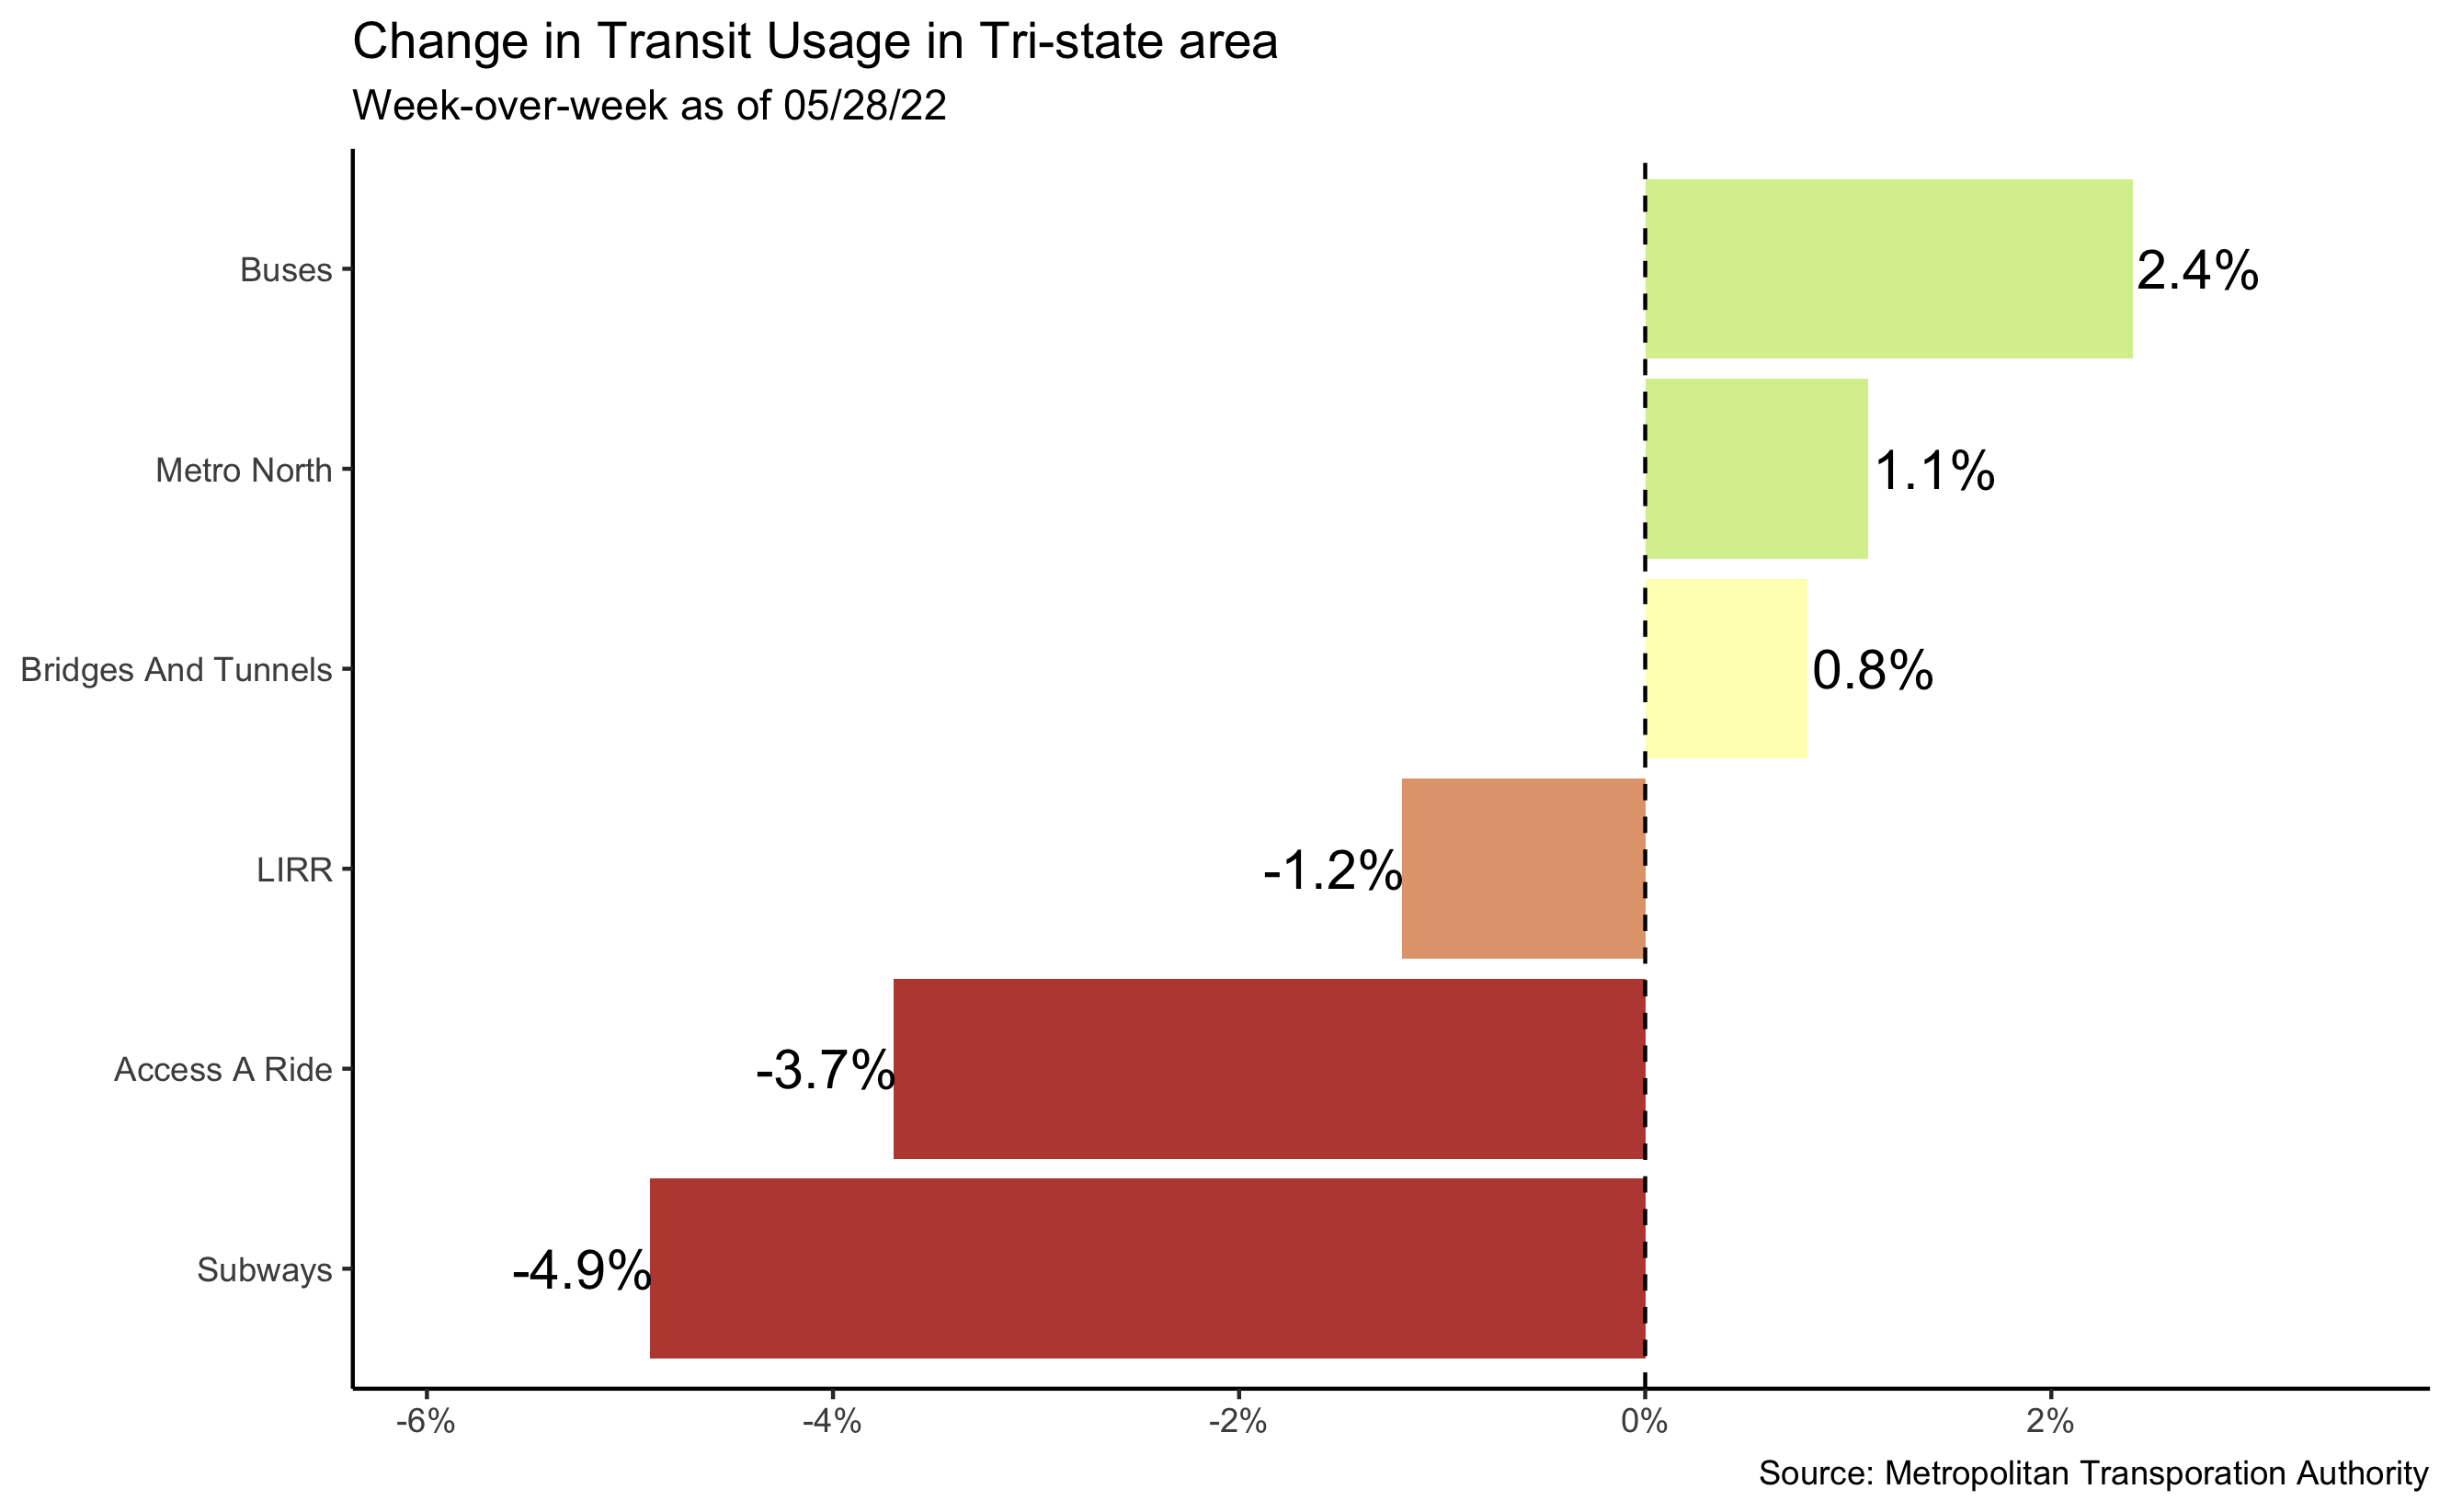 Change in Transit Usage in Tri-state area
Week-over-week as of 05/28/22
Buses
2.4%
Metro North
1.1%
Bridges And Tunnels
0.8%
LIRR
-1.2%
Access A Ride
-3.7%
Subways
-4.9%
-6%
-4%
-2%
0%
2%
Source: Metropolitan Transporation Authority